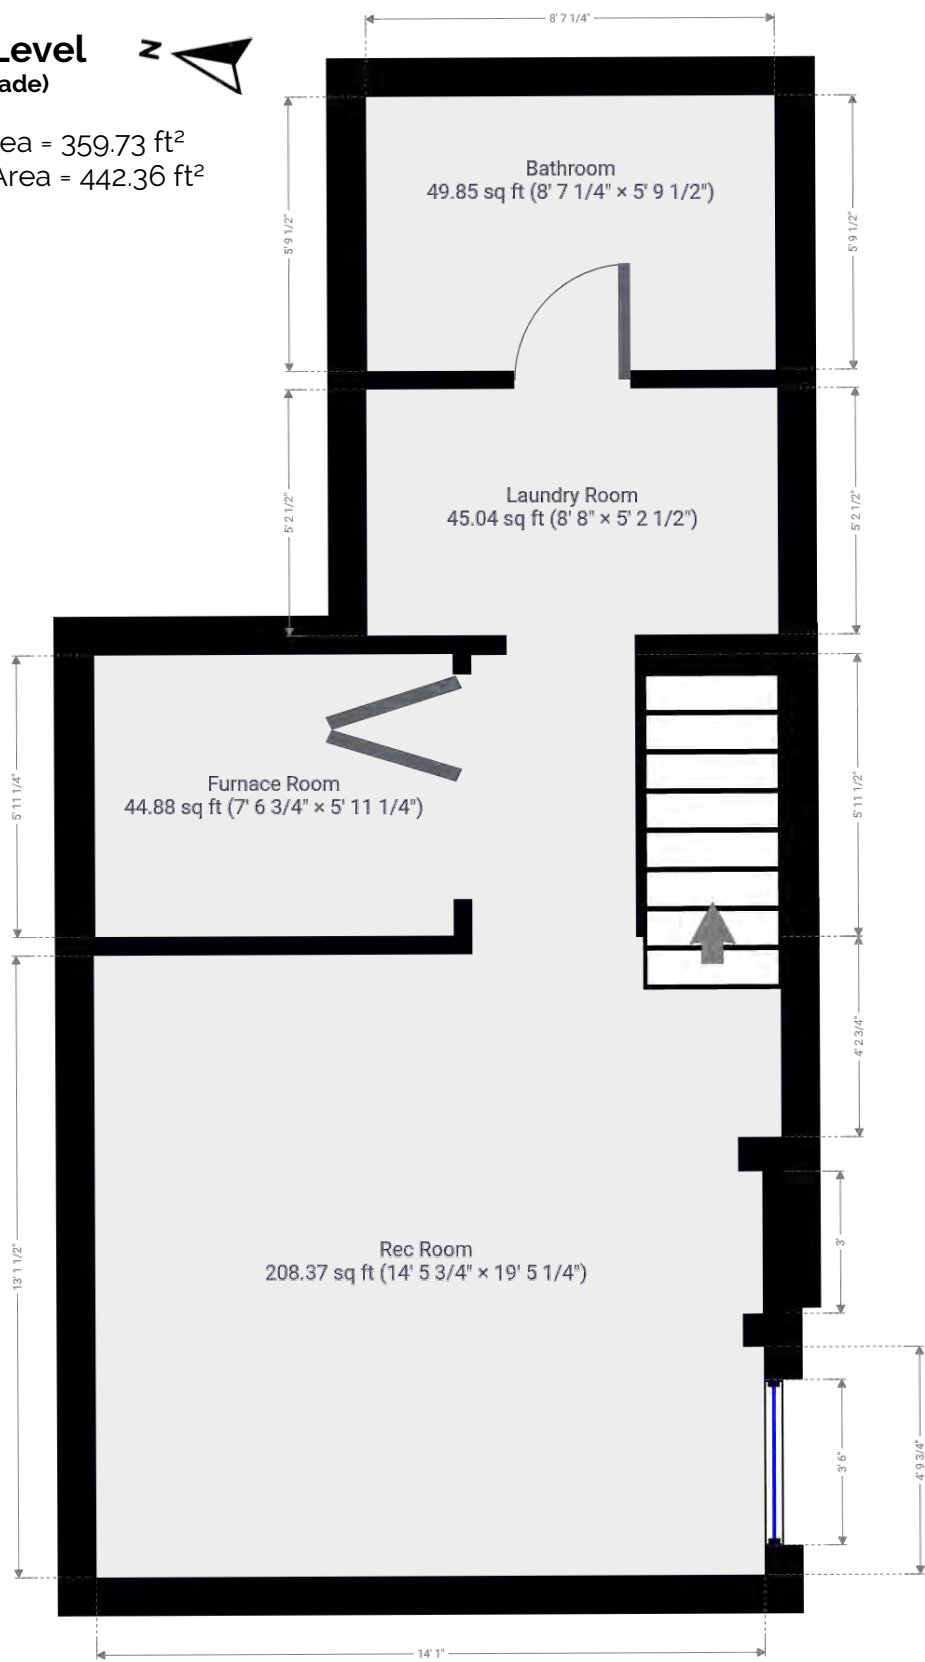 8' 7 1/4"
Level
N
ade)
ea = 359.73 ft²
Area = 442.36 ft²
Bathroom
49.85 sq ft (8' 7 1/4" × 5' 9 1/2")
5' 9 1/2"
5' 9 1/2"
Laundry Room
45.04 sq ft (8' 8" × 5' 2 1/2")
5' 2 1/2"
5' 2 1/2"
Furnace Room
44.88 sq ft (7' 6 3/4" × 5' 11 1/4")
5' 11 1/4"
5' 11 1/2"
4' 2 3/4"
Rec Room
208.37 sq ft (14' 5 3/4" × 19' 5 1/4")
13' 1 1/2"
3'
3' 6"
4' 9 3/4"
14' 1"